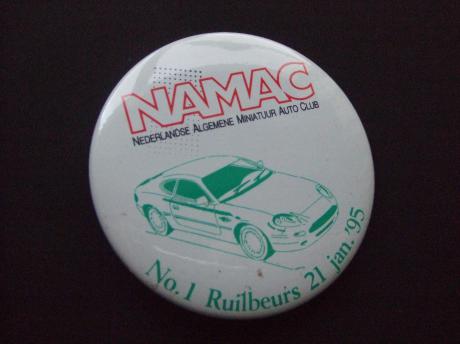 NAMAC
NEDERLANDSE ALGEMENE MINIATUUR AUTO CLUB
No. 1 Ruilbeurs 21 jan. '95